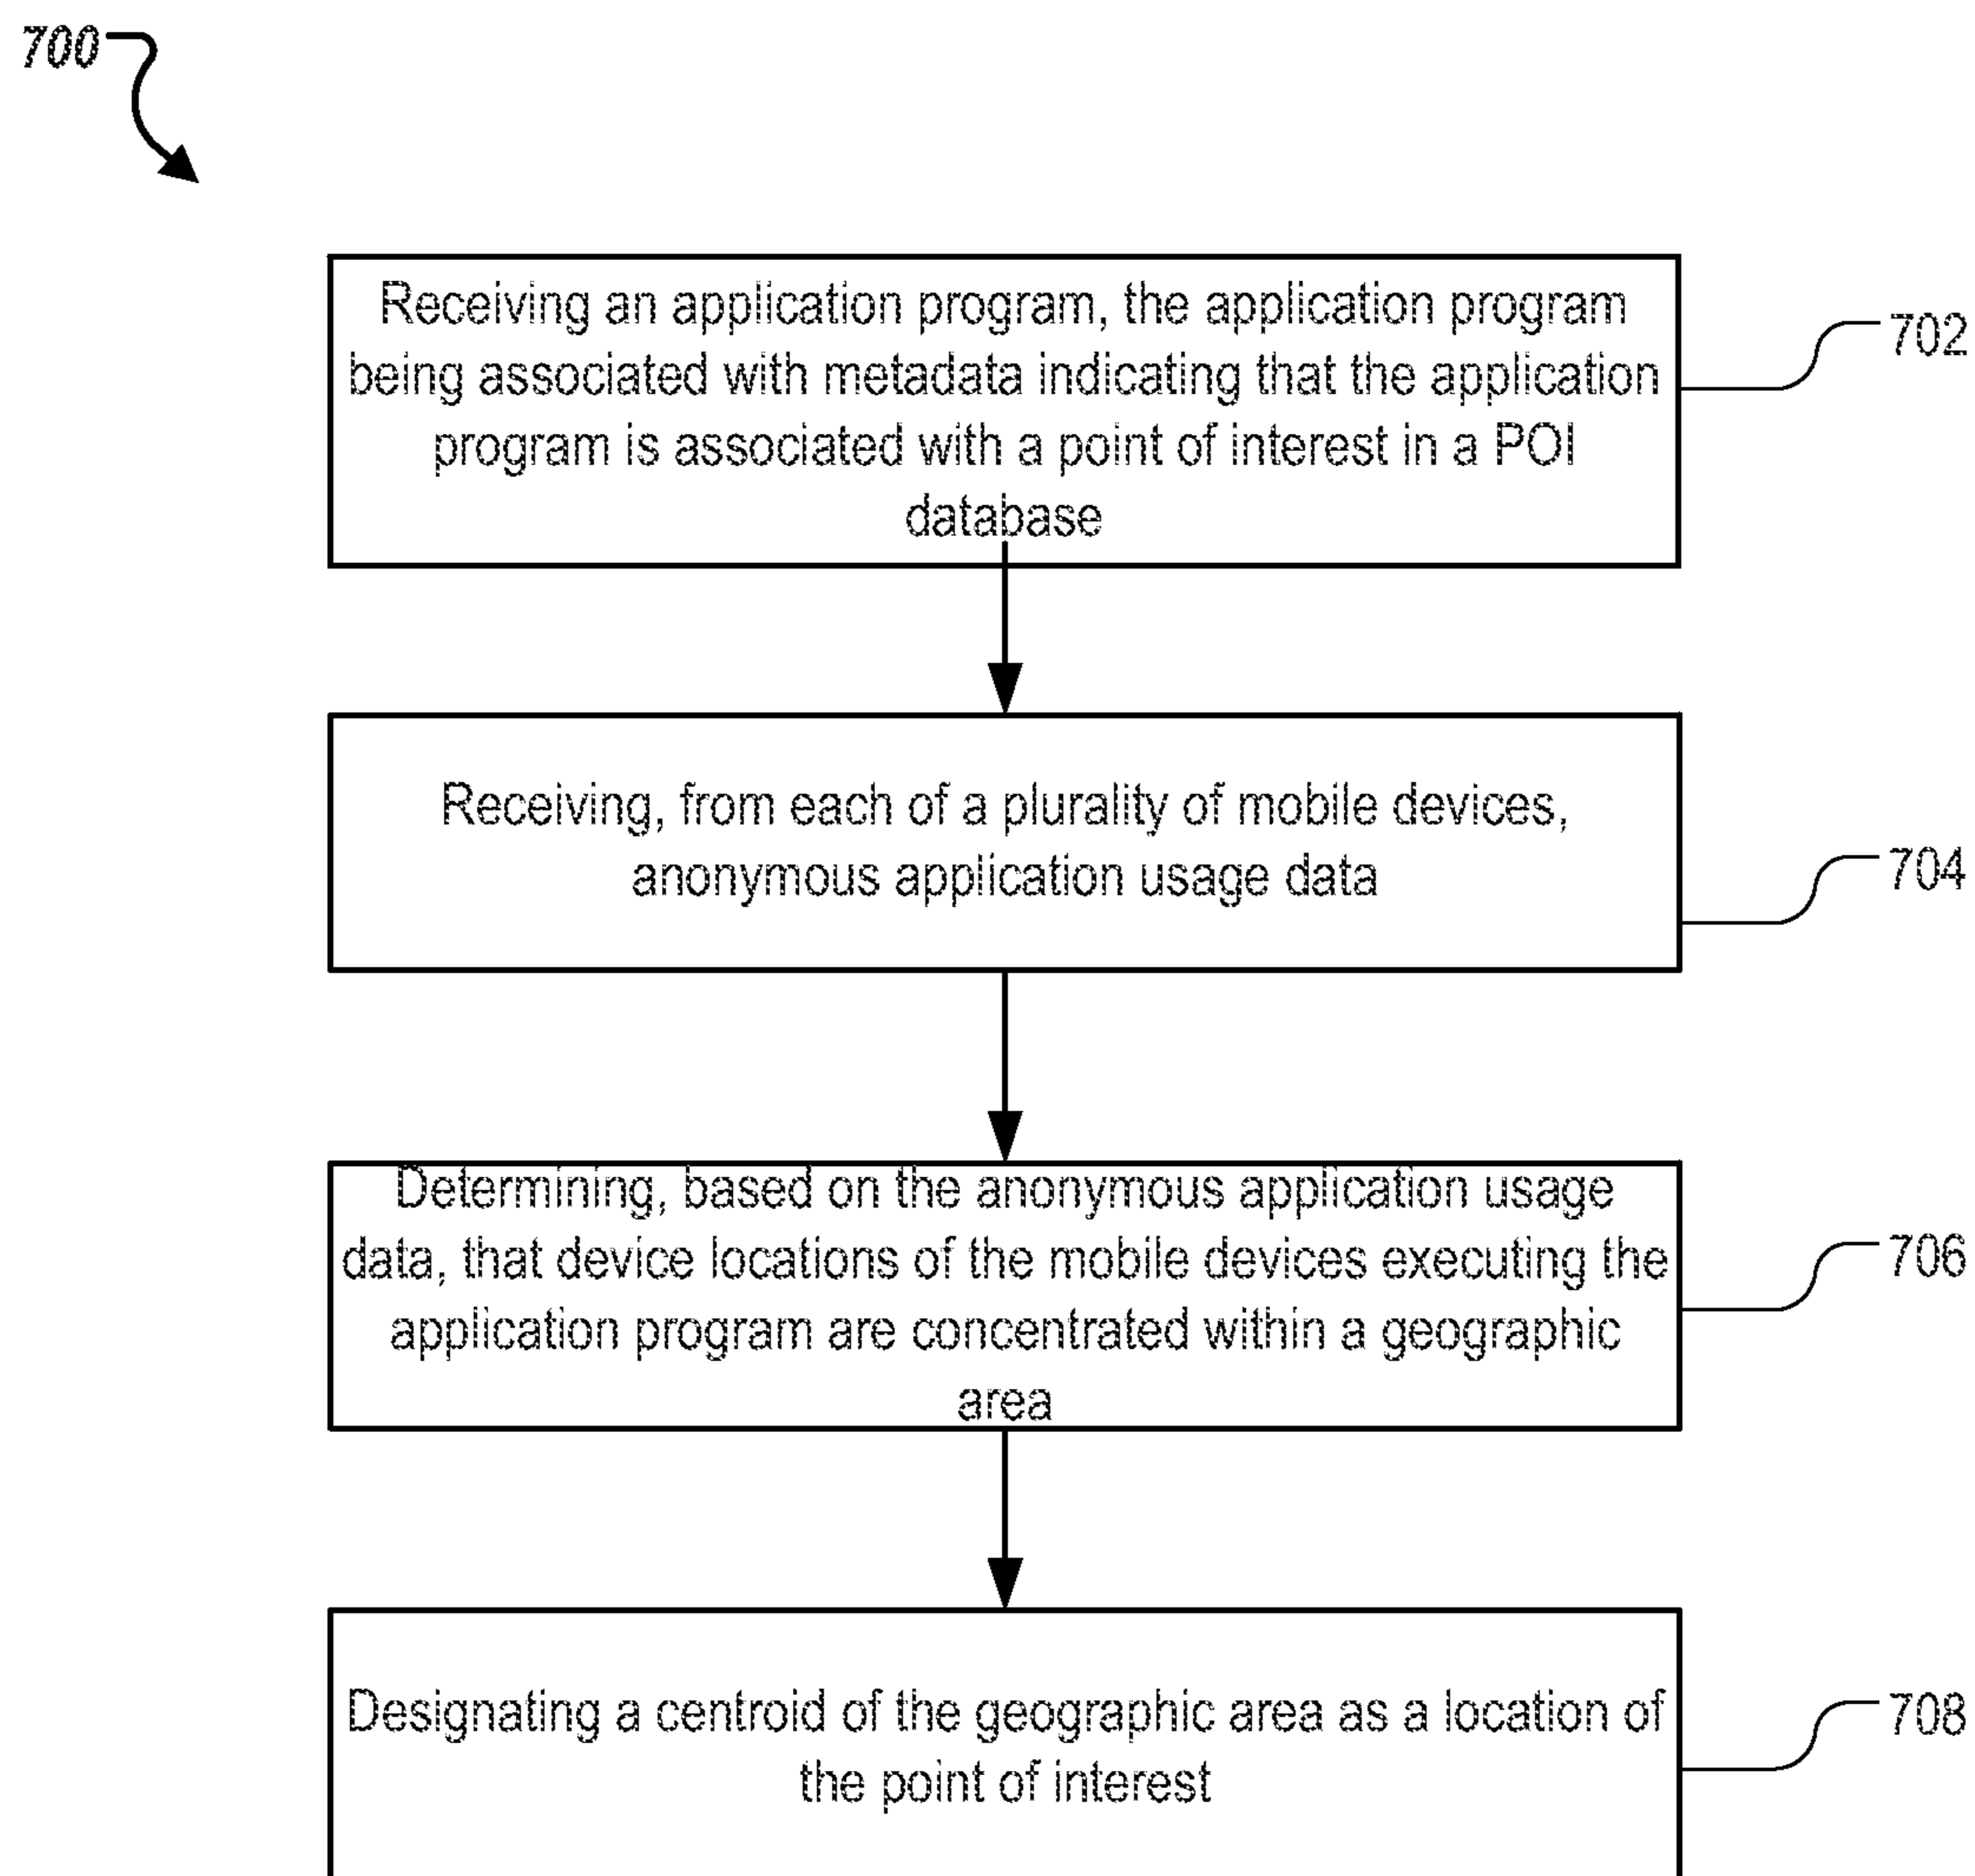 700
Receiving an application program, the application program
being associated with metadata indicating that the application
program is associated with a point of interest in a POI
database
702
Receiving, from each of a plurality of mobile devices,
anonymous application usage data
704
Determining, based on the anonymous application usage
data, that device locations of the mobile devices executing the
application program are concentrated within a geographic
area
706
Designating a centroid of the geographic area as a location of
the point of interest
708